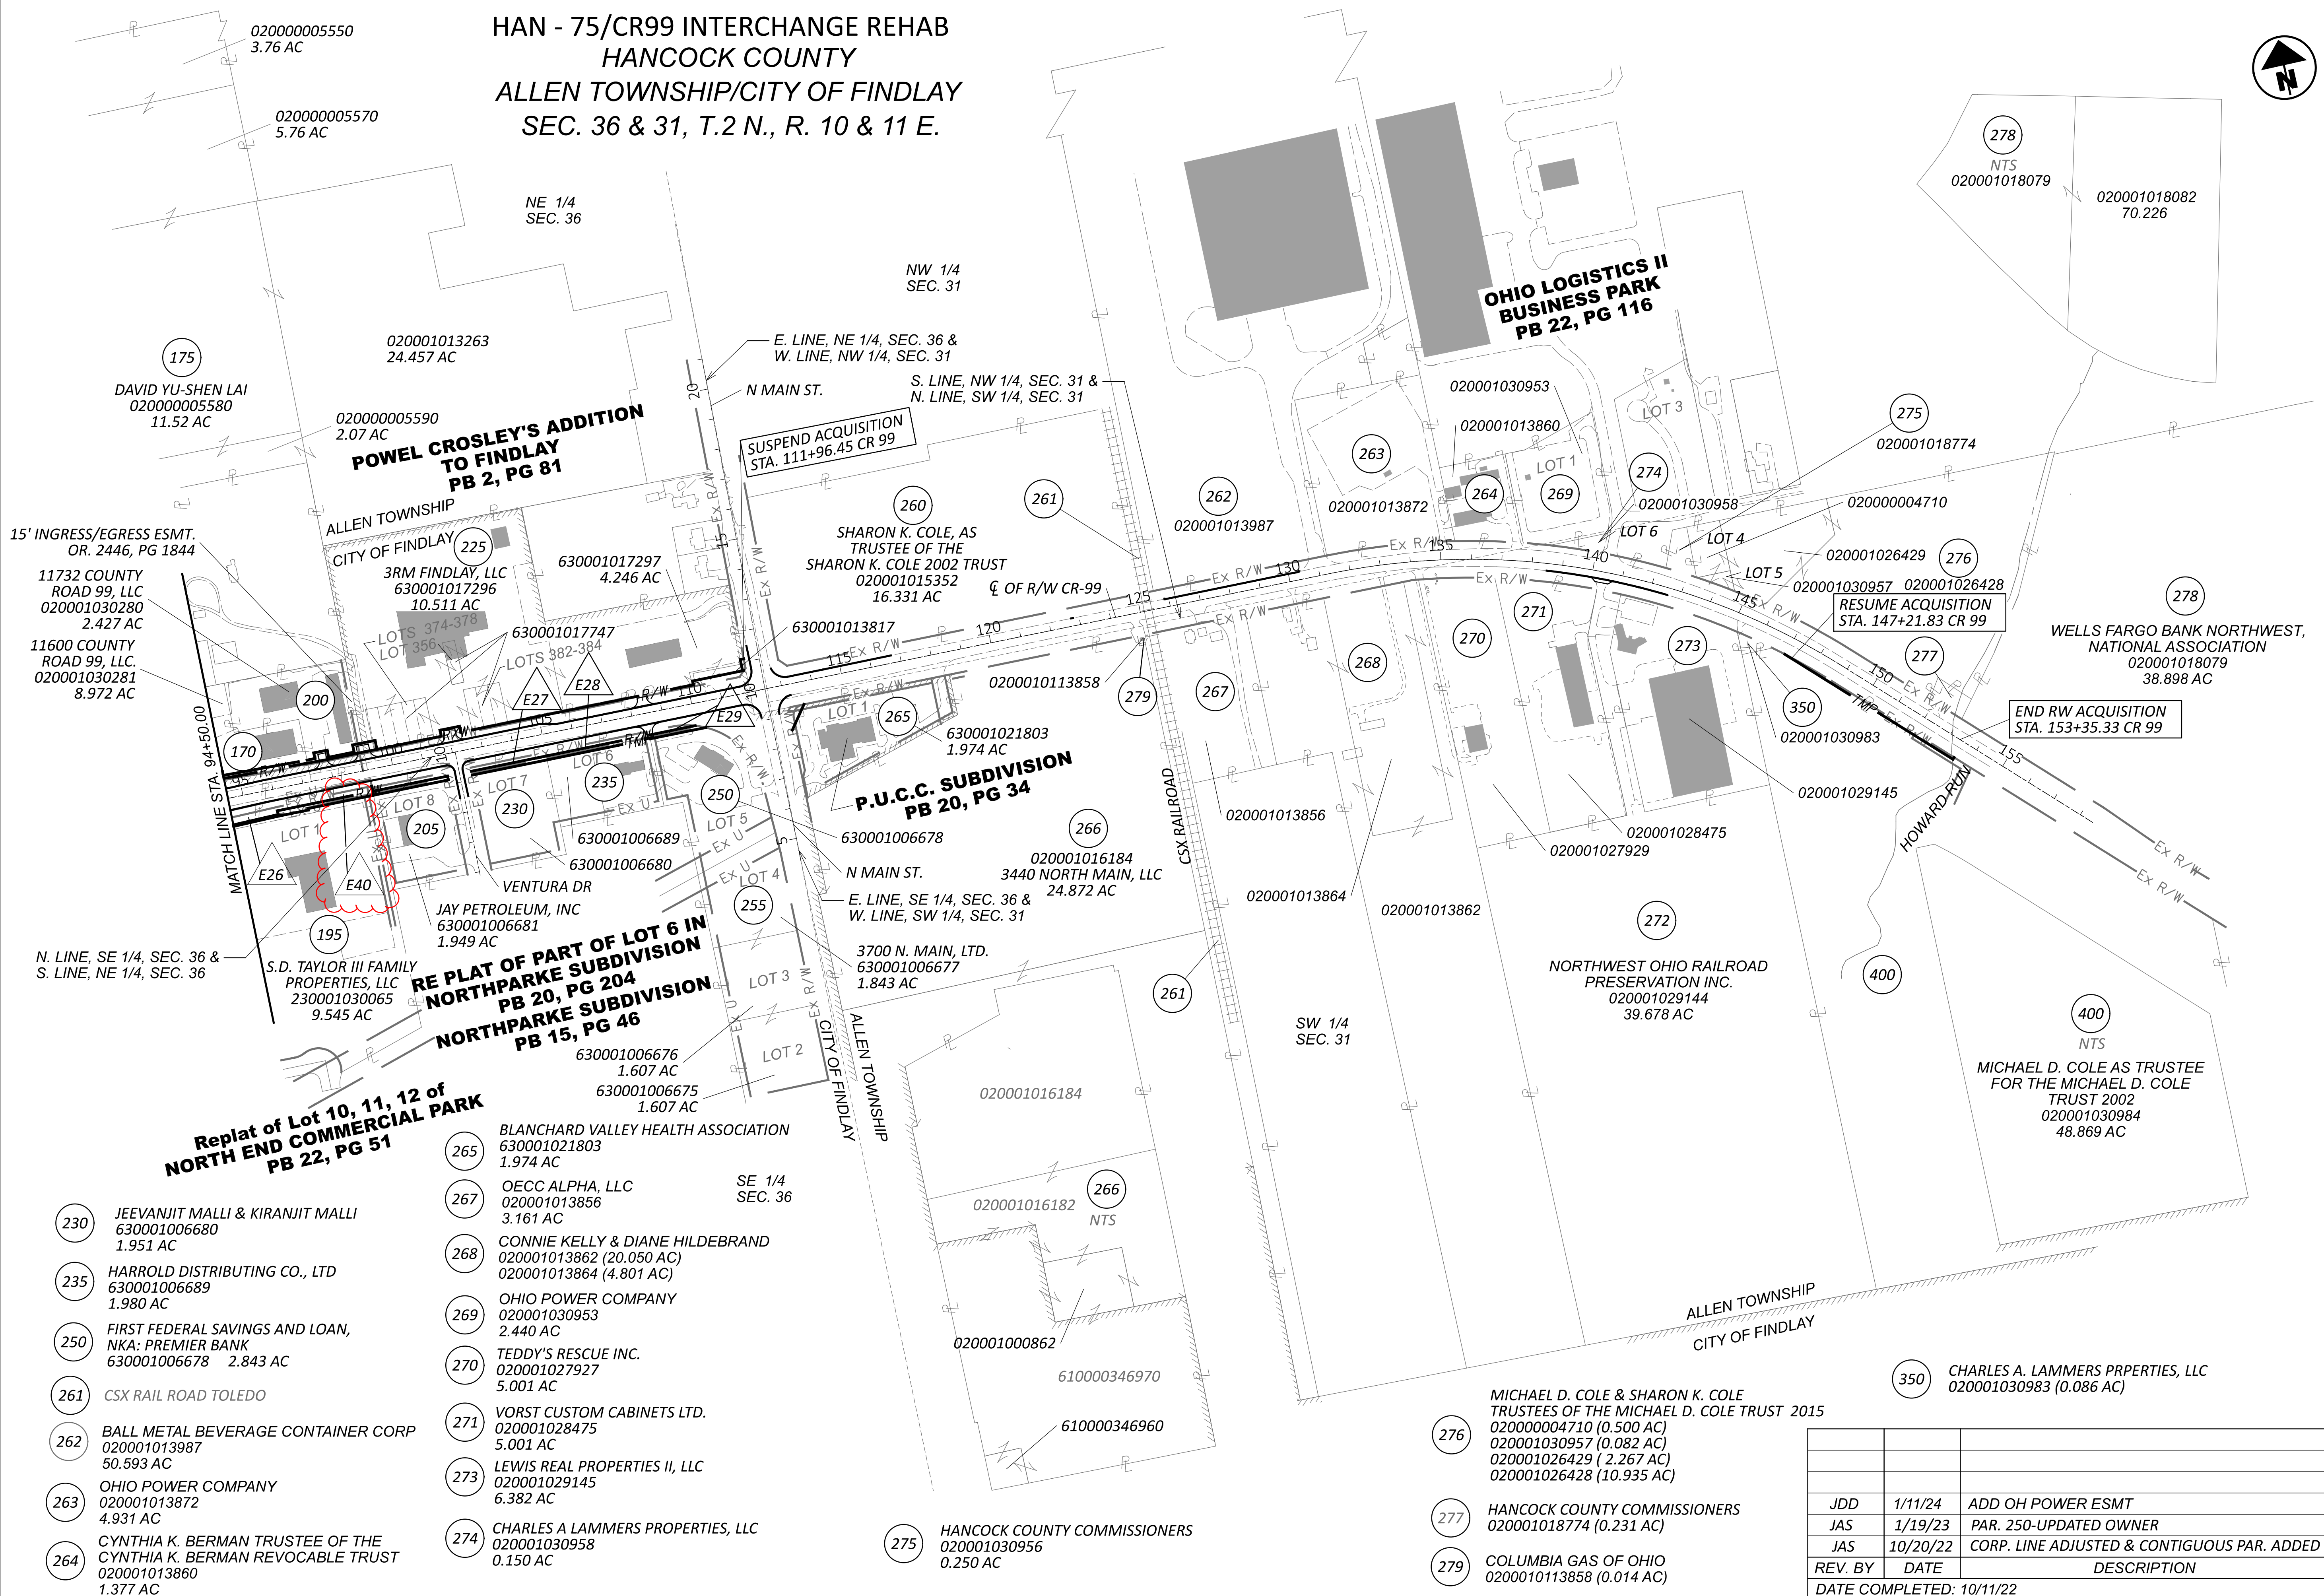 HAN - 75/CR99 INTERCHANGE REHAB
HANCOCK COUNTY
ALLEN TOWNSHIP/CITY OF FINDLAY
SEC. 36 & 31, T.2 N., R. 10 & 11 E.
N
020000005550
3.76 AC
020000005570
5.76 AC
NE 1/4
SEC. 36
NW 1/4
SEC. 31
278
NTS
020001018079
020001018082
70.226
OHIO LOGISTICS II
BUSINESS PARK
PB 22, PG 116
175
DAVID YU-SHEN LAI
020000005580
11.52 AC
020001013263
24.457 AC
020000005590
2.07 AC
E. LINE, NE 1/4, SEC. 36 &
W. LINE, NW 1/4, SEC. 31
N MAIN ST.
S. LINE, NW 1/4, SEC. 31 &
N. LINE, SW 1/4, SEC. 31
POWEL CROSLEY'S ADDITION
TO FINDLAY
PB 2, PG 81
SUSPEND ACQUISITION
STA. 111+96.45 CR 99
ALLEN TOWNSHIP
CITY OF FINDLAY
15' INGRESS/EGRESS ESMT.
OR. 2446, PG 1844
11732 COUNTY
ROAD 99, LLC
020001030280
2.427 AC
11600 COUNTY
ROAD 99, LLC.
020001030281
8.972 AC
225
3RM FINDLAY, LLC
630001017296
10.511 AC
LOTS 374-378
LOT 356
630001017747
LOTS 382-384
630001017297
4.246 AC
630001013817
260
SHARON K. COLE, AS
TRUSTEE OF THE
SHARON K. COLE 2002 TRUST
020001015352
16.331 AC
261
℄ OF R/W CR-99
262
020001013987
263
020001013872
020001030953
020001013860
264
LOT 1
269
LOT 3
274
020001030958
LOT 6
275
020001018774
020000004710
LOT 4
020001026429
276
LOT 5
020001030957
020001026428
RESUME ACQUISITION
STA. 147+21.83 CR 99
278
WELLS FARGO BANK NORTHWEST,
NATIONAL ASSOCIATION
020001018079
38.898 AC
277
END RW ACQUISITION
STA. 153+35.33 CR 99
200
170
MATCH LINE STA. 94+50.00
95
100
105
110
115
120
125
130
135
140
145
150
155
20
15
10
10
5
R/W
R/W
TMP
Ex R/W
Ex R/W
Ex R/W
Ex R/W
Ex R/W
Ex R/W
Ex R/W
Ex U
E27
E28
E29
E26
E40
LOT 1
195
S.D. TAYLOR III FAMILY
PROPERTIES, LLC
230001030065
9.545 AC
N. LINE, SE 1/4, SEC. 36 &
S. LINE, NE 1/4, SEC. 36
LOT 8
205
JAY PETROLEUM, INC
630001006681
1.949 AC
VENTURA DR
LOT 7
230
LOT 6
235
630001006689
630001006680
250
LOT 5
630001006678
LOT 4
255
N MAIN ST.
E. LINE, SE 1/4, SEC. 36 &
W. LINE, SW 1/4, SEC. 31
3700 N. MAIN, LTD.
630001006677
1.843 AC
LOT 3
LOT 2
630001006676
1.607 AC
630001006675
1.607 AC
LOT 1
265
630001021803
1.974 AC
P.U.C.C. SUBDIVISION
PB 20, PG 34
266
020001016184
3440 NORTH MAIN, LLC
24.872 AC
0200010113858
279
267
CSX RAILROAD
020001013856
268
270
271
273
350
020001030983
020001029145
020001028475
020001027929
020001013864
020001013862
HOWARD RUN
272
NORTHWEST OHIO RAILROAD
PRESERVATION INC.
020001029144
39.678 AC
261
SW 1/4
SEC. 31
400
400
NTS
MICHAEL D. COLE AS TRUSTEE
FOR THE MICHAEL D. COLE
TRUST 2002
020001030984
48.869 AC
RE PLAT OF PART OF LOT 6 IN
NORTHPARKE SUBDIVISION
PB 20, PG 204
NORTHPARKE SUBDIVISION
PB 15, PG 46
Replat of Lot 10, 11, 12 of
NORTH END COMMERCIAL PARK
PB 22, PG 51
CITY OF FINDLAY
ALLEN TOWNSHIP
SE 1/4
SEC. 36
020001016184
020001016182
266
NTS
020001000862
610000346970
610000346960
ALLEN TOWNSHIP
CITY OF FINDLAY
230
JEEVANJIT MALLI & KIRANJIT MALLI
630001006680
1.951 AC
235
HARROLD DISTRIBUTING CO., LTD
630001006689
1.980 AC
250
FIRST FEDERAL SAVINGS AND LOAN,
NKA: PREMIER BANK
630001006678 2.843 AC
261
CSX RAIL ROAD TOLEDO
262
BALL METAL BEVERAGE CONTAINER CORP
020001013987
50.593 AC
263
OHIO POWER COMPANY
020001013872
4.931 AC
264
CYNTHIA K. BERMAN TRUSTEE OF THE
CYNTHIA K. BERMAN REVOCABLE TRUST
020001013860
1.377 AC
265
BLANCHARD VALLEY HEALTH ASSOCIATION
630001021803
1.974 AC
267
OECC ALPHA, LLC
020001013856
3.161 AC
268
CONNIE KELLY & DIANE HILDEBRAND
020001013862 (20.050 AC)
020001013864 (4.801 AC)
269
OHIO POWER COMPANY
020001030953
2.440 AC
270
TEDDY'S RESCUE INC.
020001027927
5.001 AC
271
VORST CUSTOM CABINETS LTD.
020001028475
5.001 AC
273
LEWIS REAL PROPERTIES II, LLC
020001029145
6.382 AC
274
CHARLES A LAMMERS PROPERTIES, LLC
020001030958
0.150 AC
275
HANCOCK COUNTY COMMISSIONERS
020001030956
0.250 AC
276
MICHAEL D. COLE & SHARON K. COLE
TRUSTEES OF THE MICHAEL D. COLE TRUST 2015
020000004710 (0.500 AC)
020001030957 (0.082 AC)
020001026429 ( 2.267 AC)
020001026428 (10.935 AC)
277
HANCOCK COUNTY COMMISSIONERS
020001018774 (0.231 AC)
279
COLUMBIA GAS OF OHIO
0200010113858 (0.014 AC)
350
CHARLES A. LAMMERS PRPERTIES, LLC
020001030983 (0.086 AC)
JDD 1/11/24 ADD OH POWER ESMT
JAS 1/19/23 PAR. 250-UPDATED OWNER
JAS 10/20/22 CORP. LINE ADJUSTED & CONTIGUOUS PAR. ADDED
REV. BY DATE DESCRIPTION
DATE COMPLETED: 10/11/22